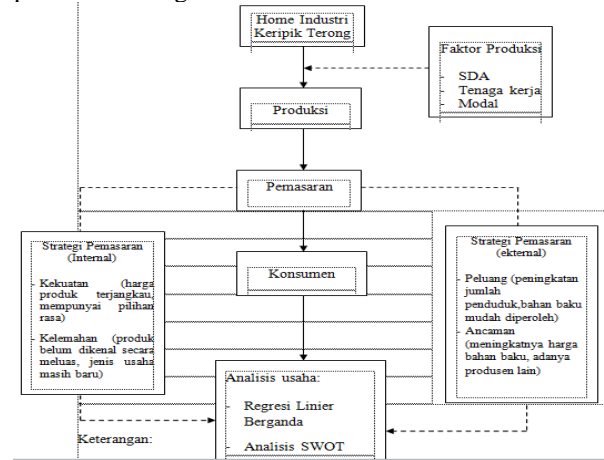 Home Industri
Keripik Terong
Faktor Produksi
- SDA
- Tenaga kerja
- Modal
Produksi
Pemasaran
Strategi Pemasaran
(Internal)
- Kekuatan (harga
produk terjangkau,
mempunyai pilihan
rasa)
- Kelemahan (produk
belum dikenal secara
meluas, jenis usaha
masih baru)
Konsumen
Strategi Pemasaran
(ekternal)
- Peluang (peningkatan
jumlah
penduduk,bahan baku
mudah diperoleh)
- Ancaman
(meningkatnya harga
bahan baku, adanya
produsen lain)
Analisis usaha:
- Regresi Linier
Berganda
- Analisis SWOT
Keterangan: